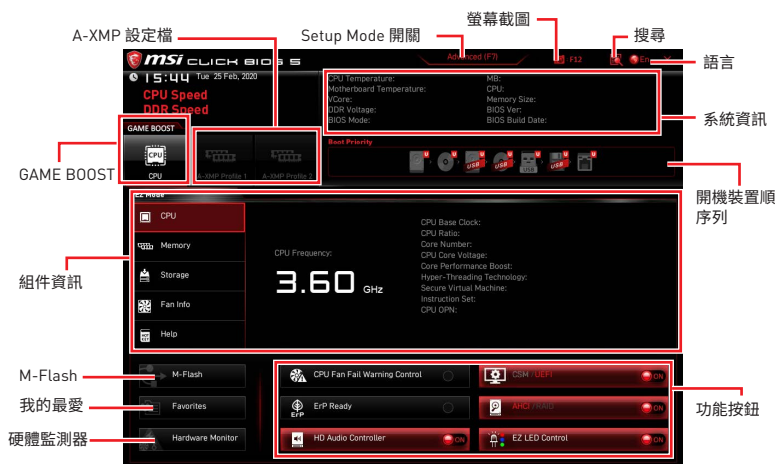 螢幕截圖
A-XMP 設定檔
Setup Mode 開關
搜尋
msi CLICK BIOS 5
Advanced (F7)
F12
En
X
語言
15:44 Tue 25 Feb, 2020
CPU Speed
DDR Speed
CPU Temperature:
Motherboard Temperature:
VCore:
DDR Voltage:
BIOS Mode:
MB:
CPU:
Memory Size:
BIOS Ver:
BIOS Build Date:
系統資訊
GAME BOOST
CPU
CPU
A-XMP Profile 1
A-XMP Profile 2
Boot Priority
U
U
U
USB
U
USB
U
USB
U
USB
U
GAME BOOST
開機裝置順
序列
EZ Mode
CPU
Memory
Storage
Fan Info
Help
CPU Frequency:
3.60 GHz
CPU Base Clock:
CPU Ratio:
Core Number:
CPU Core Voltage:
Core Performance Boost:
Hyper-Threading Technology:
Secure Virtual Machine:
Instruction Set:
CPU OPN:
組件資訊
M-Flash
我的最愛
硬體監測器
M-Flash
Favorites
Hardware Monitor
CPU Fan Fail Warning Control
CSM /UEFI
ON
ErP
ErP Ready
AHCI /RAID
ON
HD Audio Controller
ON
EZ LED Control
ON
功能按鈕